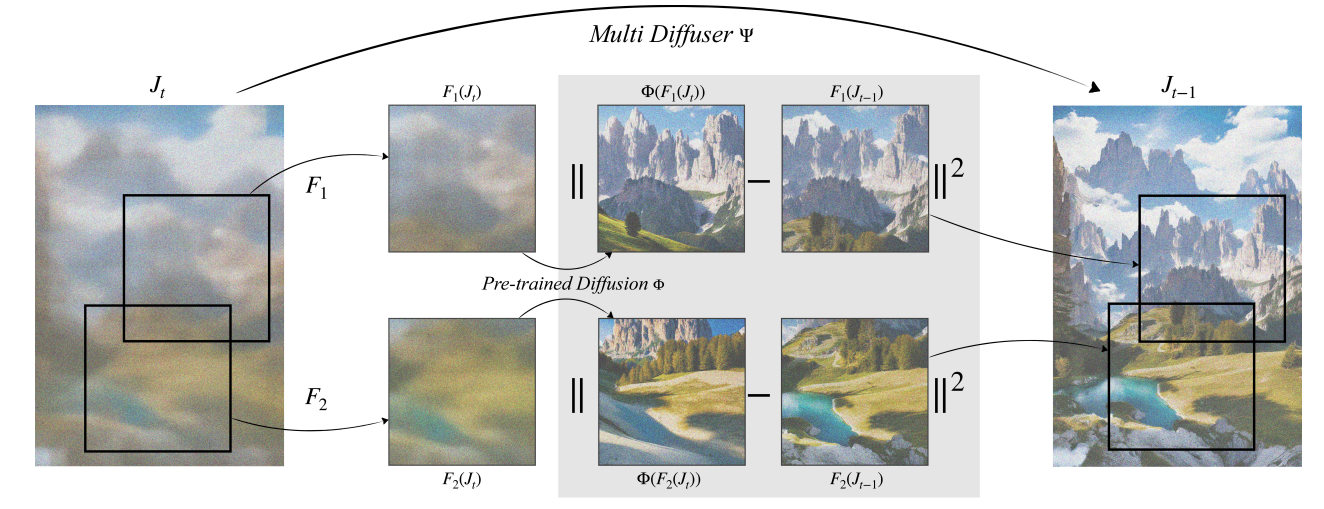 Multi Diffuser Ψ
J_t
J_{t−1}
F_1(J_t)
Φ(F_1(J_t))
F_1(J_{t−1})
F_1
‖ − ‖^2
Pre-trained Diffusion Φ
F_2
‖ − ‖^2
F_2(J_t)
Φ(F_2(J_t))
F_2(J_{t−1})